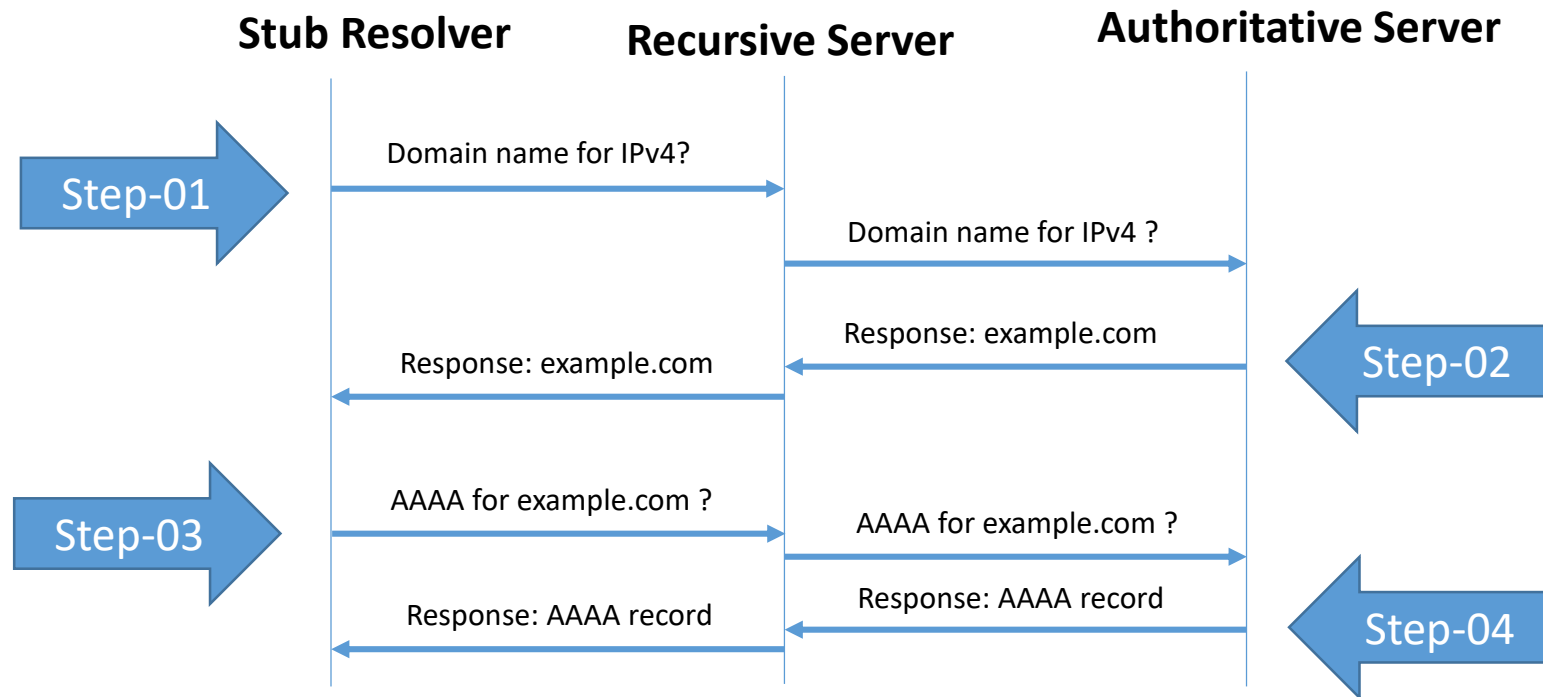 Stub Resolver
Recursive Server
Authoritative Server
Domain name for IPv4?
Step-01
Domain name for IPv4 ?
Response: example.com
Response: example.com
Step-02
AAAA for example.com ?
AAAA for example.com ?
Step-03
Response: AAAA record
Response: AAAA record
Step-04